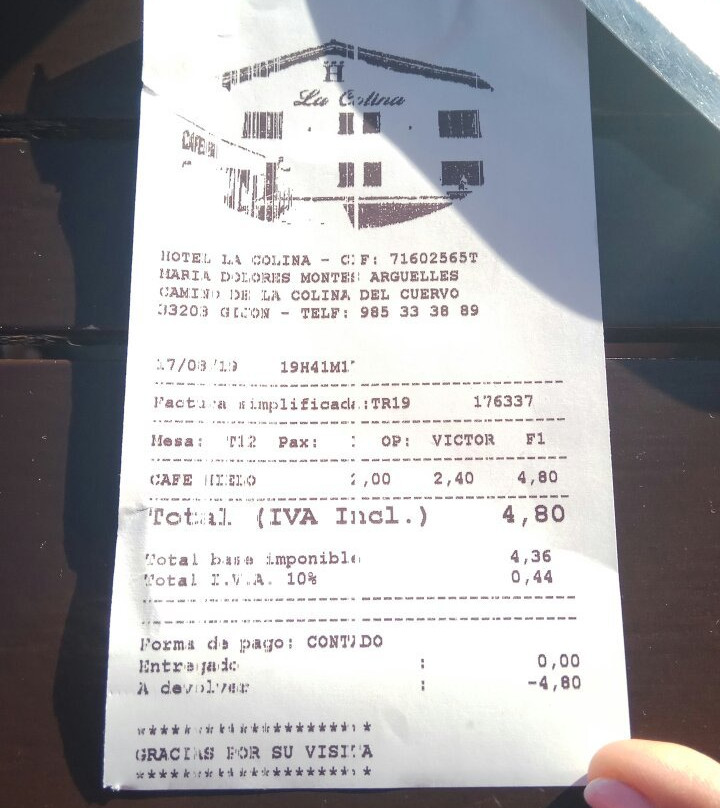 H
La Colina
HOTEL LA COLINA - CIF: 71602565T
MARIA DOLORES MONTES ARGUELLES
CAMINO DE LA COLINA DEL CUERVO
33203 GIJON - TELF: 985 33 38 89
17/08/19 19H41M
Factura simplificada:TR19 176337
Mesa: T12 Pax: OP: VICTOR F1
CAFE HIELO 2,00 2,40 4,80
Total (IVA Incl.) 4,80
Total base imponible 4,36
Total I.V.A. 10% 0,44
Forma de pago: CONTADO
Entregado : 0,00
A devolver : -4,80
GRACIAS POR SU VISITA